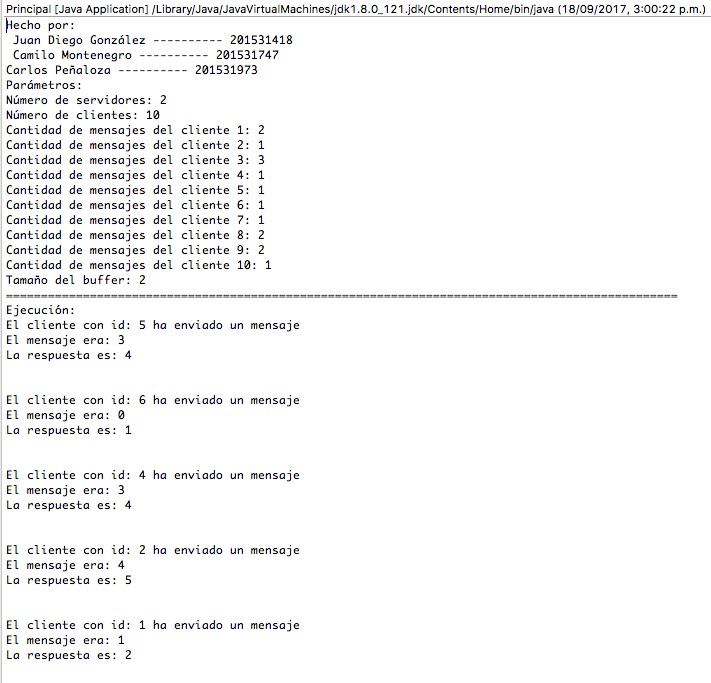 Principal [Java Application] /Library/Java/JavaVirtualMachines/jdk1.8.0_121.jdk/Contents/Home/bin/java (18/09/2017, 3:00:22 p.m.)
Hecho por:
Juan Diego González ---------- 201531418
Camilo Montenegro ---------- 201531747
Carlos Peñaloza ---------- 201531973
Parámetros:
Número de servidores: 2
Número de clientes: 10
Cantidad de mensajes del cliente 1: 2
Cantidad de mensajes del cliente 2: 1
Cantidad de mensajes del cliente 3: 3
Cantidad de mensajes del cliente 4: 1
Cantidad de mensajes del cliente 5: 1
Cantidad de mensajes del cliente 6: 1
Cantidad de mensajes del cliente 7: 1
Cantidad de mensajes del cliente 8: 2
Cantidad de mensajes del cliente 9: 2
Cantidad de mensajes del cliente 10: 1
Tamaño del buffer: 2
================================================================================================
Ejecución:
El cliente con id: 5 ha enviado un mensaje
El mensaje era: 3
La respuesta es: 4
El cliente con id: 6 ha enviado un mensaje
El mensaje era: 0
La respuesta es: 1
El cliente con id: 4 ha enviado un mensaje
El mensaje era: 3
La respuesta es: 4
El cliente con id: 2 ha enviado un mensaje
El mensaje era: 4
La respuesta es: 5
El cliente con id: 1 ha enviado un mensaje
El mensaje era: 1
La respuesta es: 2